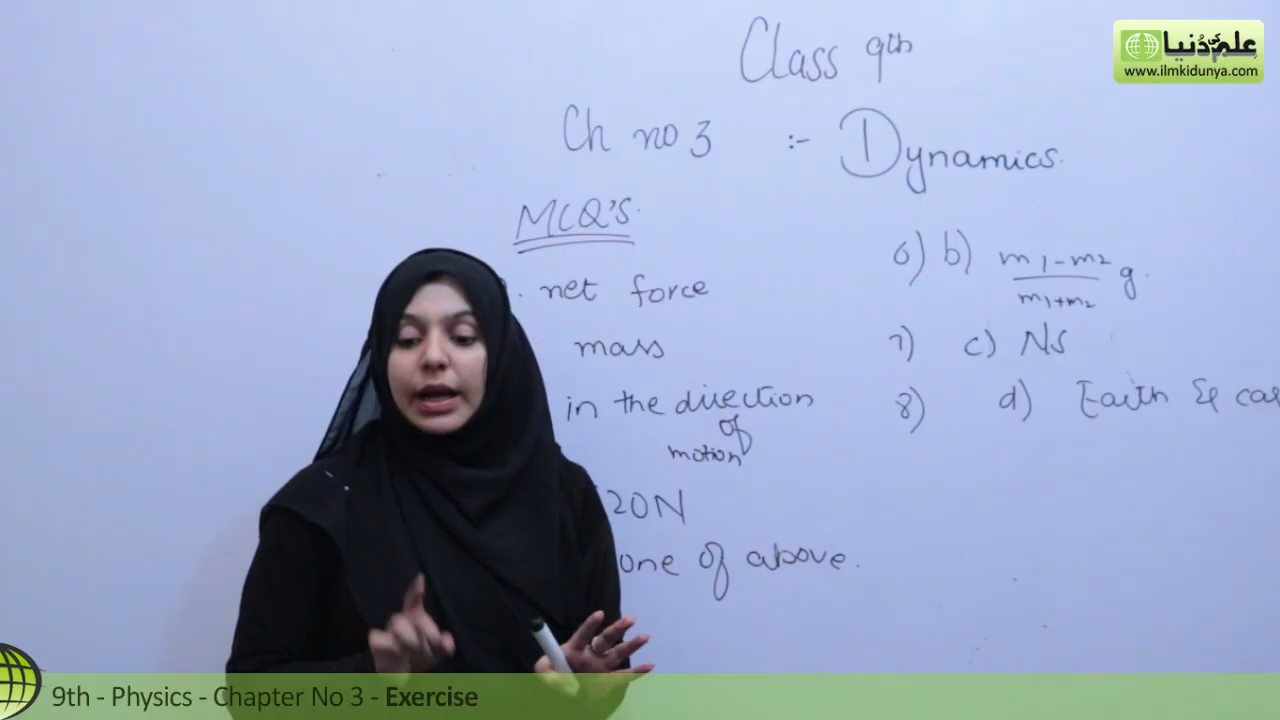 علم کی دُنیا
www.ilmkidunya.com
Class 9th
Ch no 3 :- Dynamics.
MCQ'S.
net force
mass
in the direction
of
motion
20N
one of above.
6) b) m1-m2
m1+m2
g.
7) c) NS
8) d) Earth &
9th - Physics - Chapter No 3 - Exercise